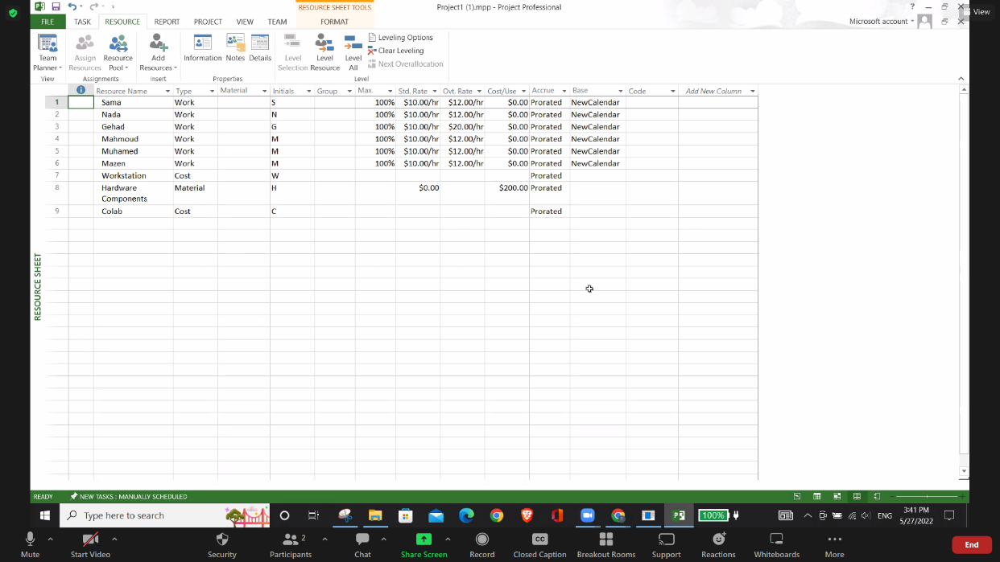 RESOURCE SHEET TOOLS
Project1 (1).mpp - Project Professional
?
View
FILE
TASK
RESOURCE
REPORT
PROJECT
VIEW
TEAM
FORMAT
Microsoft account
Team Planner
Assign Resources
Resource Pool
Add Resources
Information
Notes
Details
Level Selection
Level Resource
Level All
Leveling Options
Clear Leveling
Next Overallocation
View
Assignments
Insert
Properties
Level
Resource Name Type Material Initials Group Max. Std. Rate Ovt. Rate Cost/Use Accrue Base Code Add New Column
1 Sama Work S 100% $10.00/hr $12.00/hr $0.00 Prorated NewCalendar
2 Nada Work N 100% $10.00/hr $12.00/hr $0.00 Prorated NewCalendar
3 Gehad Work G 100% $10.00/hr $20.00/hr $0.00 Prorated NewCalendar
4 Mahmoud Work M 100% $10.00/hr $12.00/hr $0.00 Prorated NewCalendar
5 Muhamed Work M 100% $10.00/hr $12.00/hr $0.00 Prorated NewCalendar
6 Mazen Work M 100% $10.00/hr $12.00/hr $0.00 Prorated NewCalendar
7 Workstation Cost W Prorated
8 Hardware Components Material H $0.00 $200.00 Prorated
9 Colab Cost C Prorated
RESOURCE SHEET
READY
NEW TASKS : MANUALLY SCHEDULED
Type here to search
100%
ENG
3:41 PM
5/27/2022
Mute
Start Video
Security
Participants 2
Chat
Share Screen
Record
CC
Closed Caption
Breakout Rooms
Support
Reactions
Whiteboards
More
End